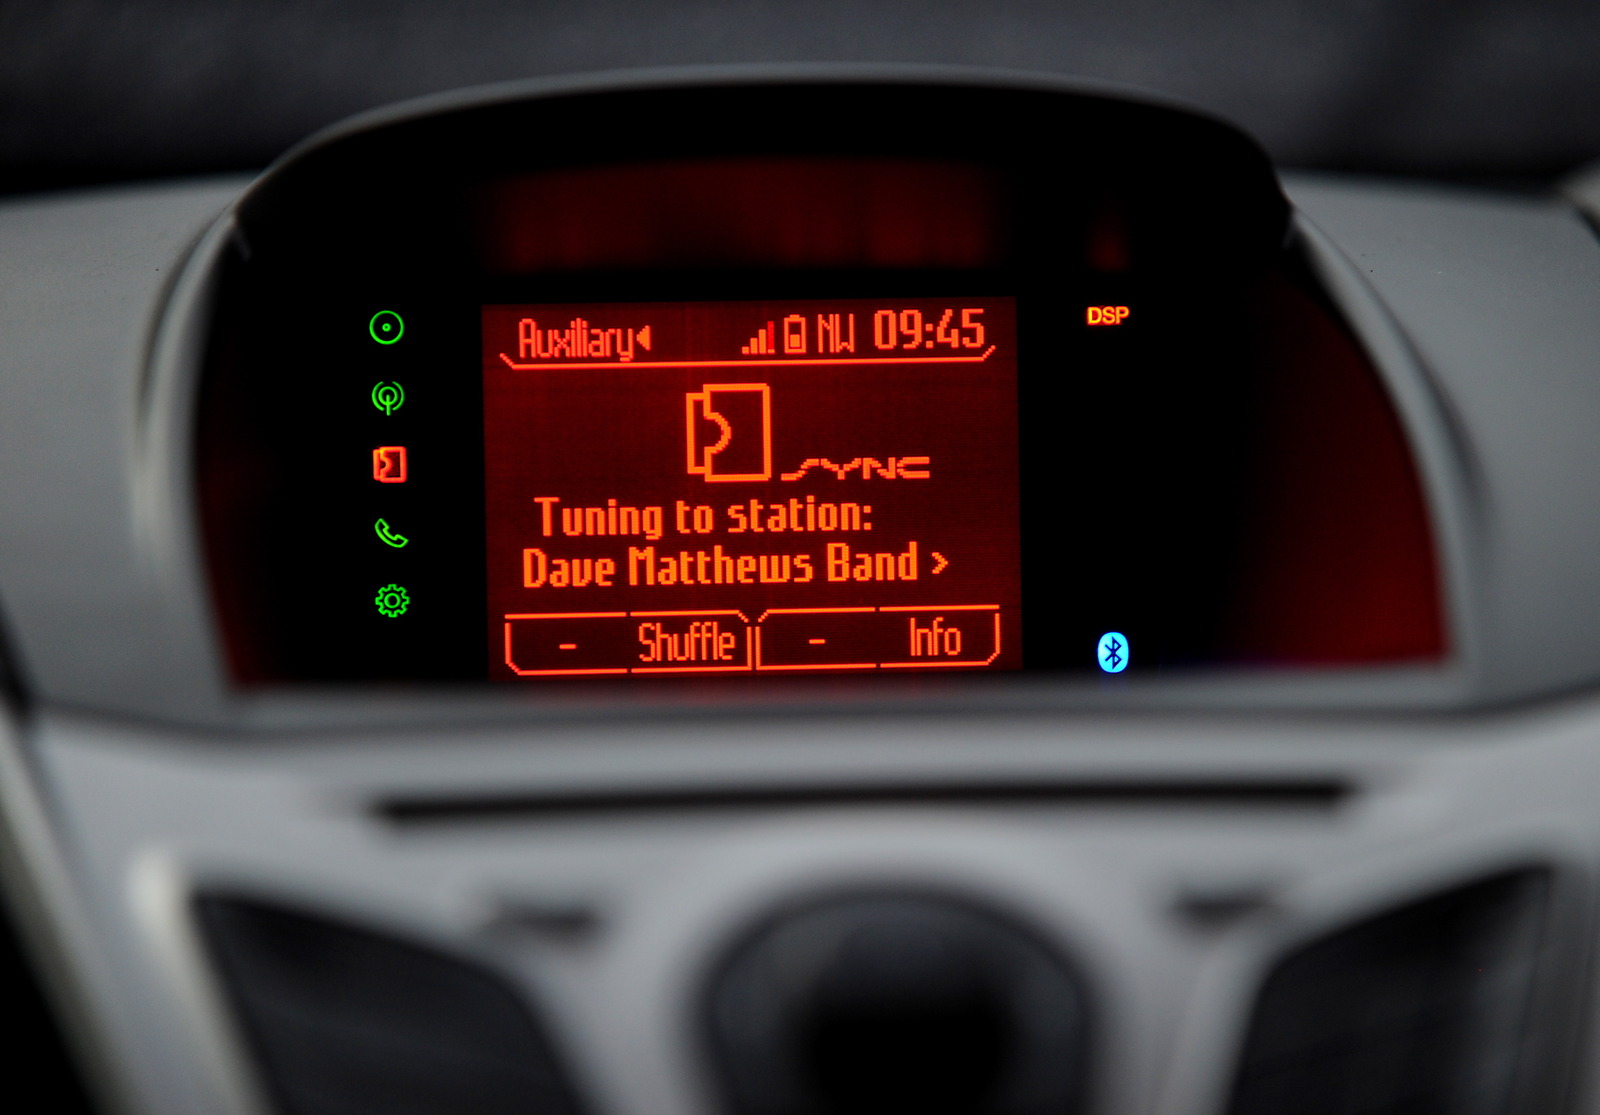 Auxiliary NW 09:45
DSP
SYNC
Tuning to station:
Dave Matthews Band >
- Shuffle - Info